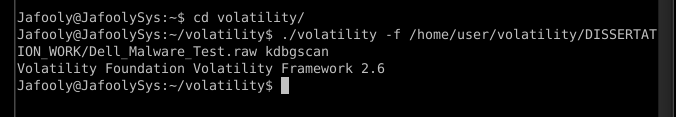 Jafooly@JafoolySys:~$ cd volatility/
Jafooly@JafoolySys:~/volatility$ ./volatility -f /home/user/volatility/DISSERTAT
ION_WORK/Dell_Malware_Test.raw kdbgscan
Volatility Foundation Volatility Framework 2.6
Jafooly@JafoolySys:~/volatility$